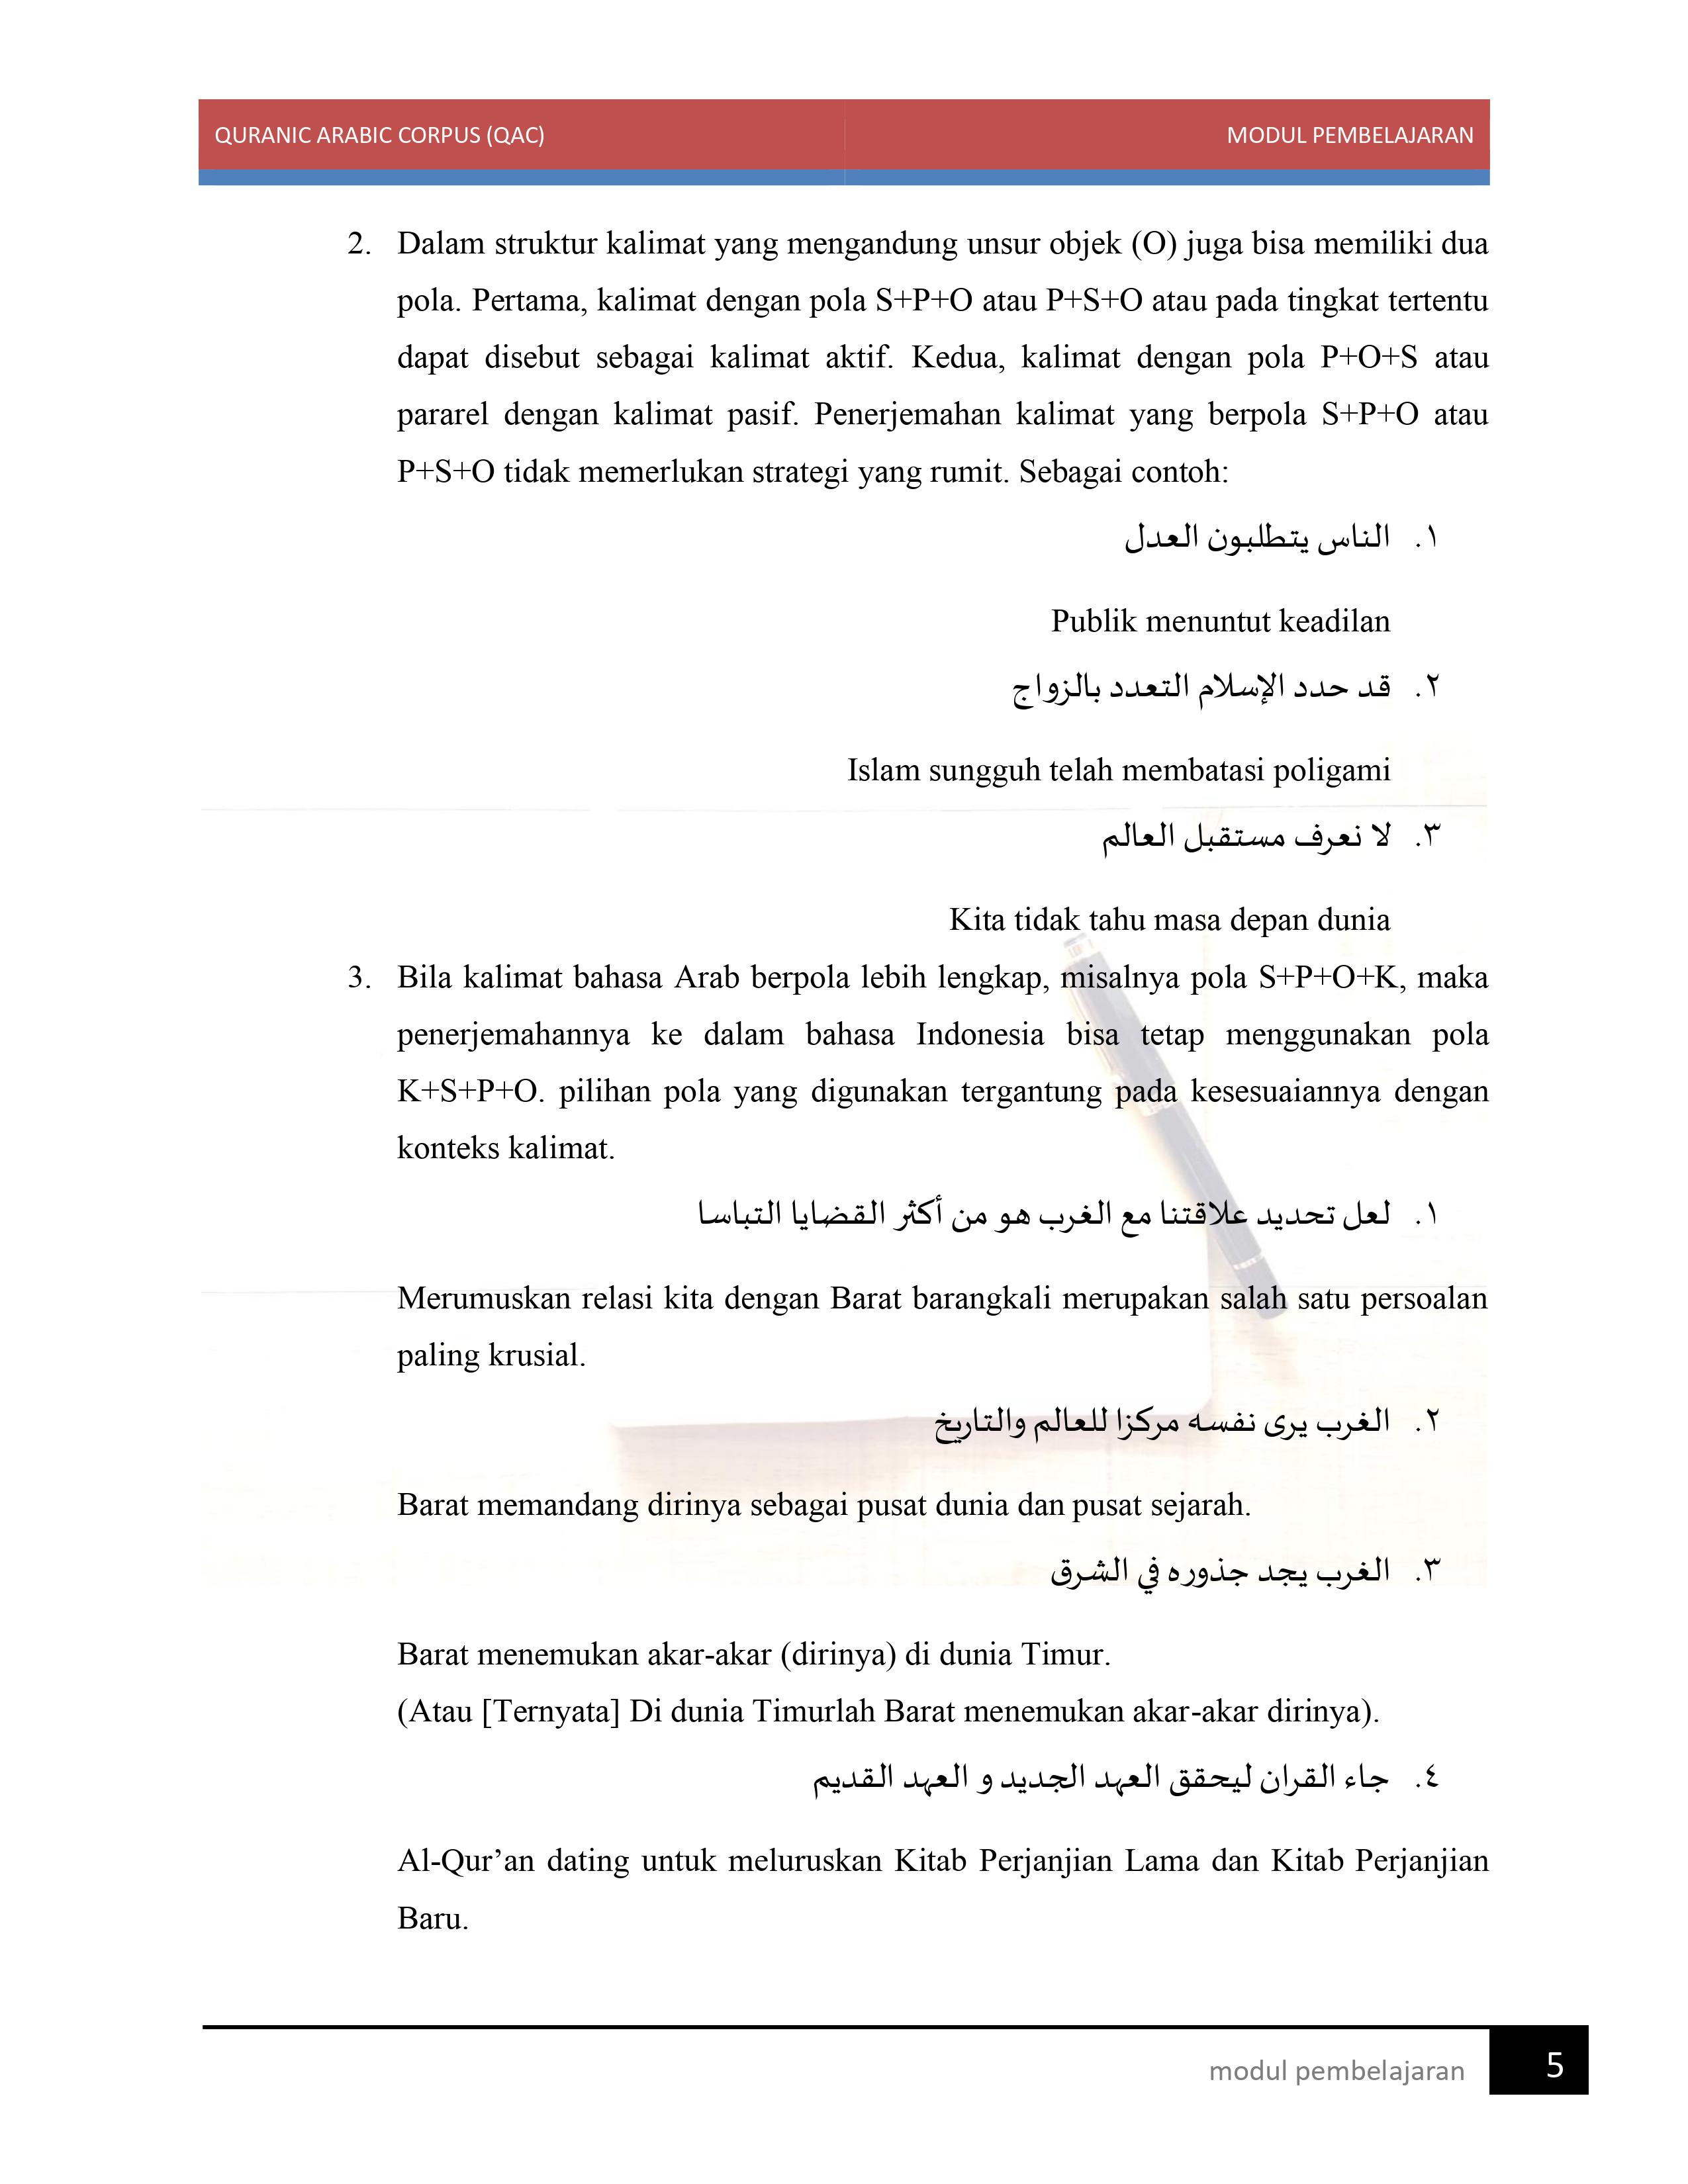 QURANIC ARABIC CORPUS (QAC) MODUL PEMBELAJARAN
2. Dalam struktur kalimat yang mengandung unsur objek (O) juga bisa memiliki dua
pola. Pertama, kalimat dengan pola S+P+O atau P+S+O atau pada tingkat tertentu
dapat disebut sebagai kalimat aktif. Kedua, kalimat dengan pola P+O+S atau
pararel dengan kalimat pasif. Penerjemahan kalimat yang berpola S+P+O atau
P+S+O tidak memerlukan strategi yang rumit. Sebagai contoh:
١. الناس يتطلبون العدل
Publik menuntut keadilan
٢. قد حدد الإسلام التعدد بالزواج
Islam sungguh telah membatasi poligami
٣. لا نعرف مستقبل العالم
Kita tidak tahu masa depan dunia
3. Bila kalimat bahasa Arab berpola lebih lengkap, misalnya pola S+P+O+K, maka
penerjemahannya ke dalam bahasa Indonesia bisa tetap menggunakan pola
K+S+P+O. pilihan pola yang digunakan tergantung pada kesesuaiannya dengan
konteks kalimat.
١. لعل تحديد علاقتنا مع الغرب هو من أكثر القضايا التباسا
Merumuskan relasi kita dengan Barat barangkali merupakan salah satu persoalan
paling krusial.
٢. الغرب يرى نفسه مركزا للعالم والتاريخ
Barat memandang dirinya sebagai pusat dunia dan pusat sejarah.
٣. الغرب يجد جذوره في الشرق
Barat menemukan akar-akar (dirinya) di dunia Timur.
(Atau [Ternyata] Di dunia Timurlah Barat menemukan akar-akar dirinya).
٤. جاء القران ليحقق العهد الجديد و العهد القديم
Al-Qur’an dating untuk meluruskan Kitab Perjanjian Lama dan Kitab Perjanjian
Baru.
modul pembelajaran 5